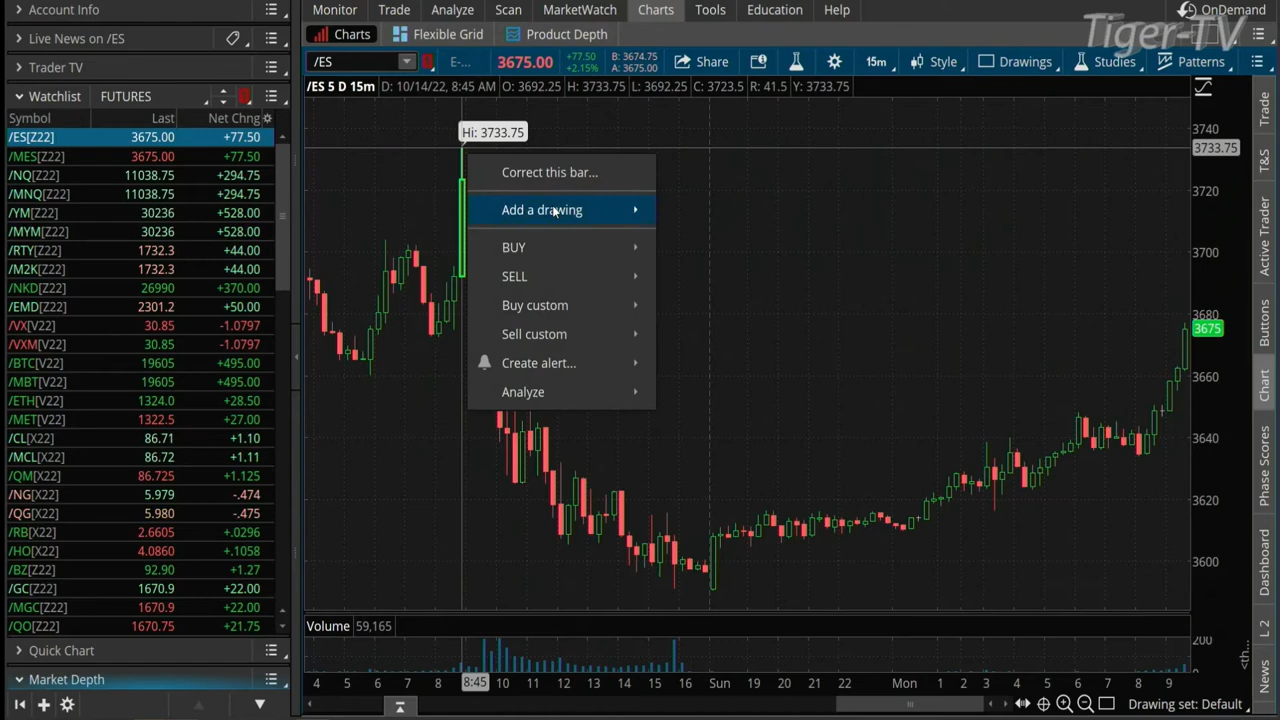 Account Info
Live News on /ES
Trader TV
Watchlist FUTURES
Symbol Last Net Chng
/ES[Z22] 3675.00 +77.50
/MES[Z22] 3675.00 +77.50
/NQ[Z22] 11038.75 +294.50
/MNQ[Z22] 11038.75 +294.50
/YM[Z22] 30236 +528.00
/MYM[Z22] 30236 +528.00
/RTY[Z22] 1732.3 +44.00
/M2K[Z22] 1732.3 +44.00
/NKD[Z22] 26990 +370.00
/EMD[Z22] 2301.2 +50.00
/VX[V22] 30.85 -1.0797
/VXM[V22] 30.85 -1.0797
/BTC[V22] 19605 +495.00
/MBT[V22] 19605 +495.00
/ETH[V22] 1324.0 +28.50
/MET[V22] 1322.5 +27.00
/CL[X22] 86.71 +1.10
/MCL[X22] 86.72 +1.11
/QM[X22] 86.725 +1.125
/NG[X22] 5.979 -.474
/QG[X22] 5.980 -.475
/RB[X22] 2.6605 +.0296
/HO[X22] 4.0860 +.1058
/BZ[Z22] 92.90 +1.27
/GC[Z22] 1670.9 +22.00
/MGC[Z22] 1670.9 +22.00
/QO[Z22] 1670.75 +21.75
Quick Chart
Market Depth
Monitor Trade Analyze Scan MarketWatch Charts Tools Education Help
OnDemand
Tiger-TV
Charts Flexible Grid Product Depth
/ES E-... 3675.00 +77.50 +2.15% B: 3674.75 A: 3675.00 Share 15m Style Drawings Studies Patterns
/ES 5 D 15m D: 10/14/22, 8:45 AM O: 3692.25 H: 3733.75 L: 3692.25 C: 3723.5 R: 41.5 Y: 3733.75
Hi: 3733.75
Correct this bar...
Add a drawing
BUY
SELL
Buy custom
Sell custom
Create alert...
Analyze
3740
3733.75
3720
3700
3680
3675
3660
3640
3620
3600
Volume 59,165
200
<th...
4 5 6 7 8 8:45 10 11 12 13 14 15 16 Sun 19 20 21 22 Mon 1 2 3 4 5 6 7 8 9
Drawing set: Default
Trade
T&S
Active Trader
Buttons
Chart
Phase Scores
Dashboard
L 2
News